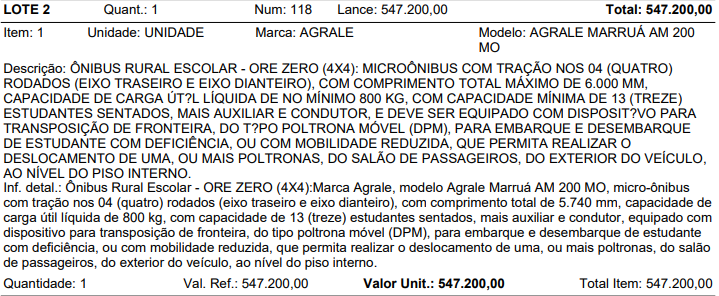 LOTE 2 Quant.: 1 Num: 118 Lance: 547.200,00 Total: 547.200,00
Item: 1 Unidade: UNIDADE Marca: AGRALE Modelo: AGRALE MARRUÁ AM 200
MO
Descrição: ÔNIBUS RURAL ESCOLAR - ORE ZERO (4X4): MICROÔNIBUS COM TRAÇÃO NOS 04 (QUATRO)
RODADOS (EIXO TRASEIRO E EIXO DIANTEIRO), COM COMPRIMENTO TOTAL MÁXIMO DE 6.000 MM,
CAPACIDADE DE CARGA ÚT?L LÍQUIDA DE NO MÍNIMO 800 KG, COM CAPACIDADE MÍNIMA DE 13 (TREZE)
ESTUDANTES SENTADOS, MAIS AUXILIAR E CONDUTOR, E DEVE SER EQUIPADO COM DISPOSIT?VO PARA
TRANSPOSIÇÃO DE FRONTEIRA, DO T?PO POLTRONA MÓVEL (DPM), PARA EMBARQUE E DESEMBARQUE
DE ESTUDANTE COM DEFICIÊNCIA, OU COM MOBILIDADE REDUZIDA, QUE PERMITA REALIZAR O
DESLOCAMENTO DE UMA, OU MAIS POLTRONAS, DO SALÃO DE PASSAGEIROS, DO EXTERIOR DO VEÍCULO,
AO NÍVEL DO PISO INTERNO.
Inf. detal.: Ônibus Rural Escolar - ORE ZERO (4X4):Marca Agrale, modelo Agrale Marruá AM 200 MO, micro-ônibus
com tração nos 04 (quatro) rodados (eixo traseiro e eixo dianteiro), com comprimento total de 5.740 mm, capacidade de
carga útil líquida de 800 kg, com capacidade de 13 (treze) estudantes sentados, mais auxiliar e condutor, equipado com
dispositivo para transposição de fronteira, do tipo poltrona móvel (DPM), para embarque e desembarque de estudante
com deficiência, ou com mobilidade reduzida, que permita realizar o deslocamento de uma, ou mais poltronas, do salão
de passageiros, do exterior do veículo, ao nível do piso interno.
Quantidade: 1 Val. Ref.: 547.200,00 Valor Unit.: 547.200,00 Total Item: 547.200,00